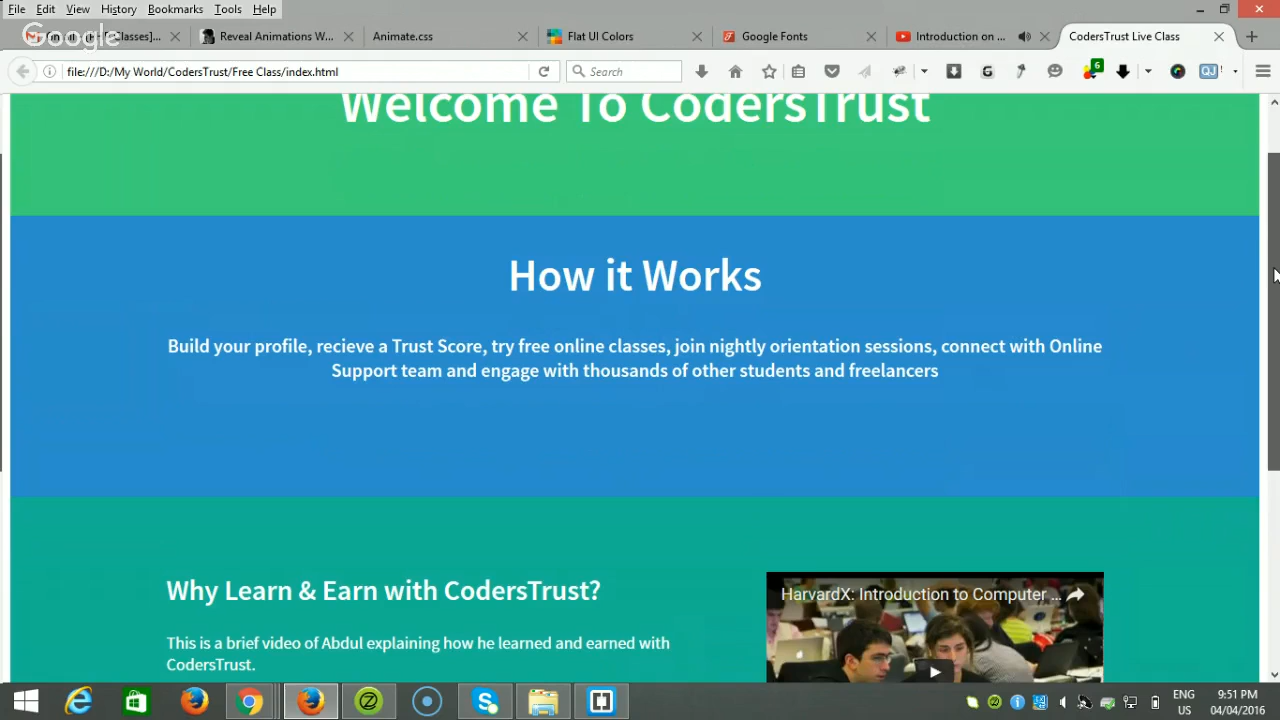 File Edit View History Bookmarks Tools Help
Google
Classes]...
Reveal Animations W...
Animate.css
Flat UI Colors
Google Fonts
Introduction on ...
CodersTrust Live Class
file:///D:/My World/CodersTrust/Free Class/index.html
Search
6
Welcome To CodersTrust
How it Works
Build your profile, recieve a Trust Score, try free online classes, join nightly orientation sessions, connect with Online
Support team and engage with thousands of other students and freelancers
Why Learn & Earn with CodersTrust?
HarvardX: Introduction to Computer ...
This is a brief video of Abdul explaining how he learned and earned with
CodersTrust.
ENG
US
9:51 PM
04/04/2016